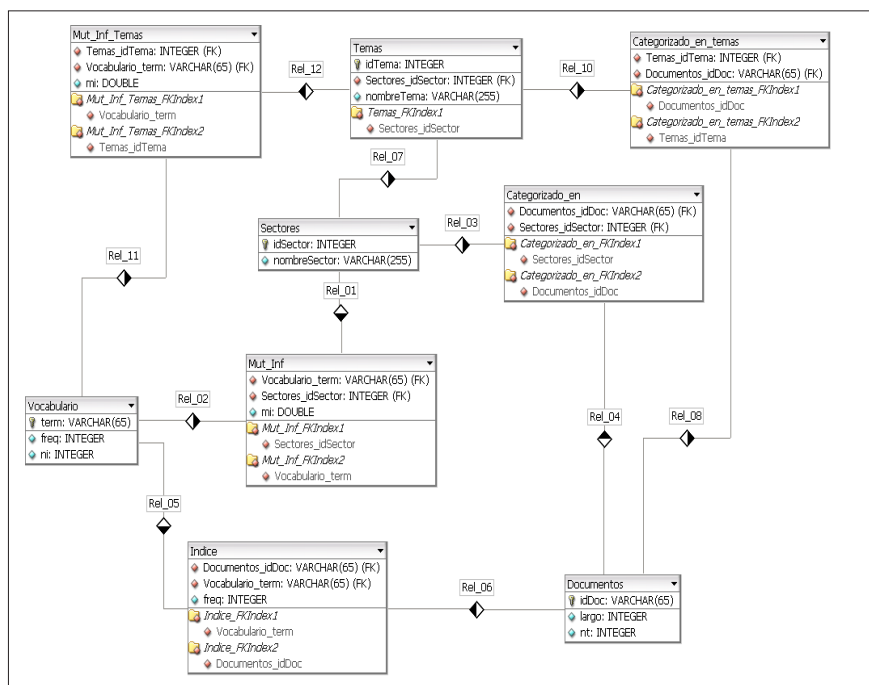 Mut_Inf_Temas
Temas_idTema: INTEGER (FK)
Vocabulario_term: VARCHAR(65) (FK)
mi: DOUBLE
Mut_Inf_Temas_FKIndex1
Vocabulario_term
Mut_Inf_Temas_FKIndex2
Temas_idTema
Rel_12
Temas
idTema: INTEGER
Sectores_idSector: INTEGER (FK)
nombreTema: VARCHAR(255)
Temas_FKIndex1
Sectores_idSector
Rel_10
Categorizado_en_temas
Temas_idTema: INTEGER (FK)
Documentos_idDoc: VARCHAR(65) (FK)
Categorizado_en_temas_FKIndex1
Documentos_idDoc
Categorizado_en_temas_FKIndex2
Temas_idTema
Rel_07
Rel_11
Sectores
idSector: INTEGER
nombreSector: VARCHAR(255)
Rel_03
Categorizado_en
Documentos_idDoc: VARCHAR(65) (FK)
Sectores_idSector: INTEGER (FK)
Categorizado_en_FKIndex1
Sectores_idSector
Categorizado_en_FKIndex2
Documentos_idDoc
Rel_01
Mut_Inf
Vocabulario_term: VARCHAR(65) (FK)
Sectores_idSector: INTEGER (FK)
mi: DOUBLE
Mut_Inf_FKIndex1
Sectores_idSector
Mut_Inf_FKIndex2
Vocabulario_term
Rel_02
Vocabulario
term: VARCHAR(65)
freq: INTEGER
ni: INTEGER
Rel_04
Rel_08
Rel_05
Indice
Documentos_idDoc: VARCHAR(65) (FK)
Vocabulario_term: VARCHAR(65) (FK)
freq: INTEGER
Indice_FKIndex1
Vocabulario_term
Indice_FKIndex2
Documentos_idDoc
Rel_06
Documentos
idDoc: VARCHAR(65)
largo: INTEGER
nt: INTEGER